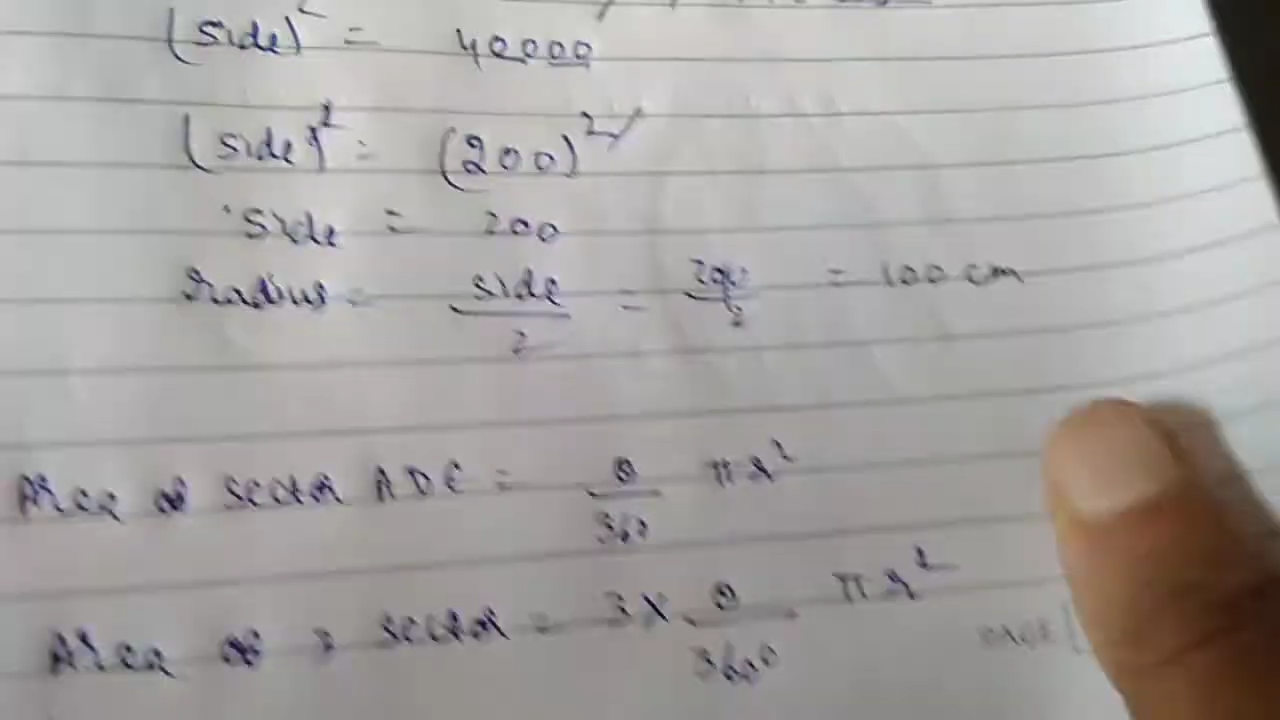 (side)² = 40000
(side)² = (200)²
side = 200
radius = side/2 = 200/2 = 100 cm
Area of sector ADE = θ/360 πr²
Area of 3 sector = 3 × θ/360 πr²